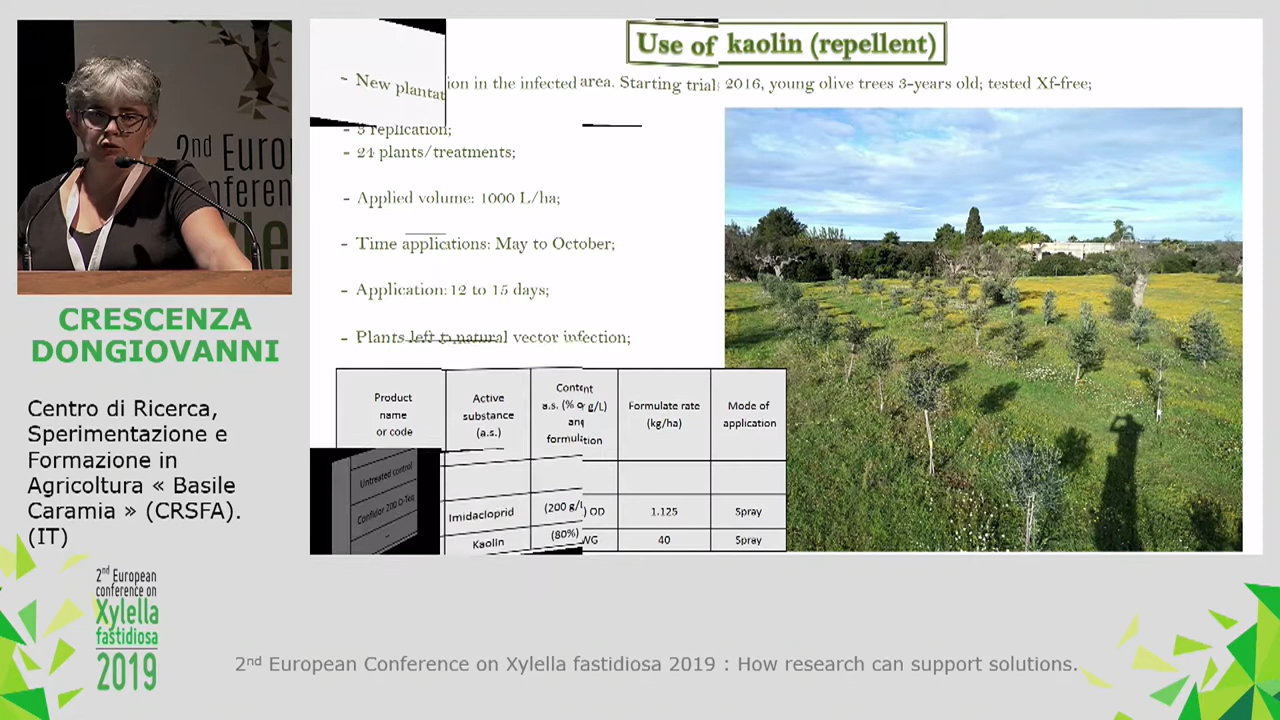 Use of kaolin (repellent)
- New plantation in the infected area. Starting trial: 2016, young olive trees 3-years old; tested Xf-free;
- 3 replication;
- 24 plants/treatments;
- Applied volume: 1000 L/ha;
- Time applications: May to October;
- Application: 12 to 15 days;
- Plants left to natural vector infection;
Product name or code
Active substance (a.s.)
Content a.s. (% or g/L) and formulation
Formulate rate (kg/ha)
Mode of application
Untreated control
Confidor 200 O-Teq
Imidacloprid
(200 g/L) OD
1.125
Spray
Kaolin
(80%) WG
40
Spray
2nd Euro
onferen
yle
CRESCENZA
DONGIOVANNI
Centro di Ricerca,
Sperimentazione e
Formazione in
Agricoltura « Basile
Caramia » (CRSFA).
(IT)
2nd European
conference on
Xylella
fastidiosa
2019
2nd European Conference on Xylella fastidiosa 2019 : How research can support solutions.